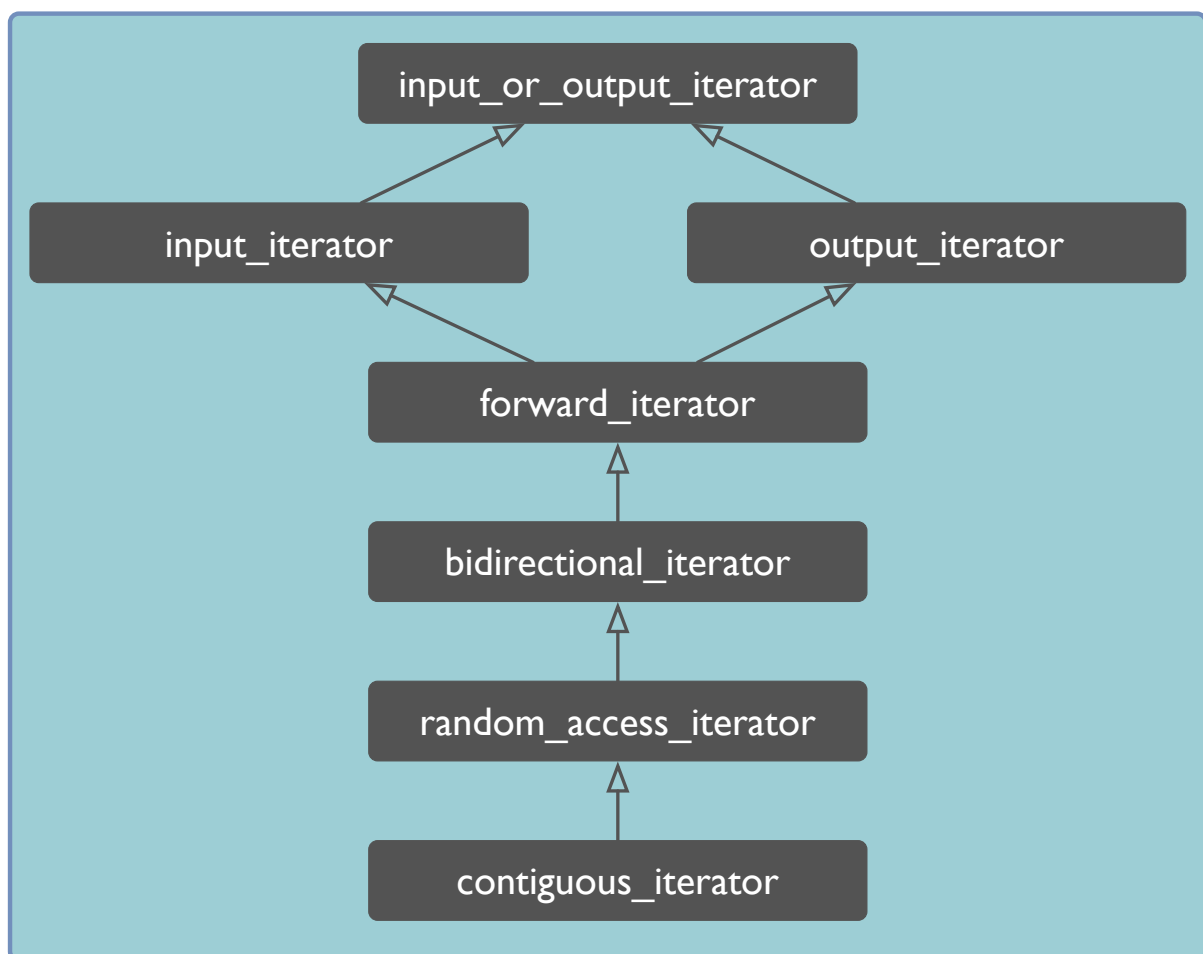 input_or_output_iterator
input_iterator
output_iterator
forward_iterator
bidirectional_iterator
random_access_iterator
contiguous_iterator